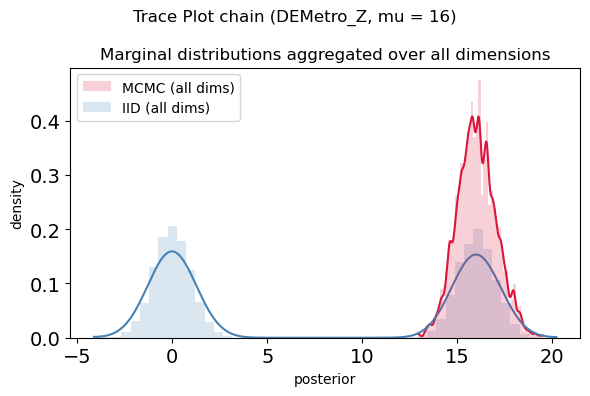 Trace Plot chain (DEMetro_Z, mu = 16)
Marginal distributions aggregated over all dimensions
MCMC (all dims)
IID (all dims)
density
0.4
0.3
0.2
0.1
0.0
−5
0
5
10
15
20
posterior